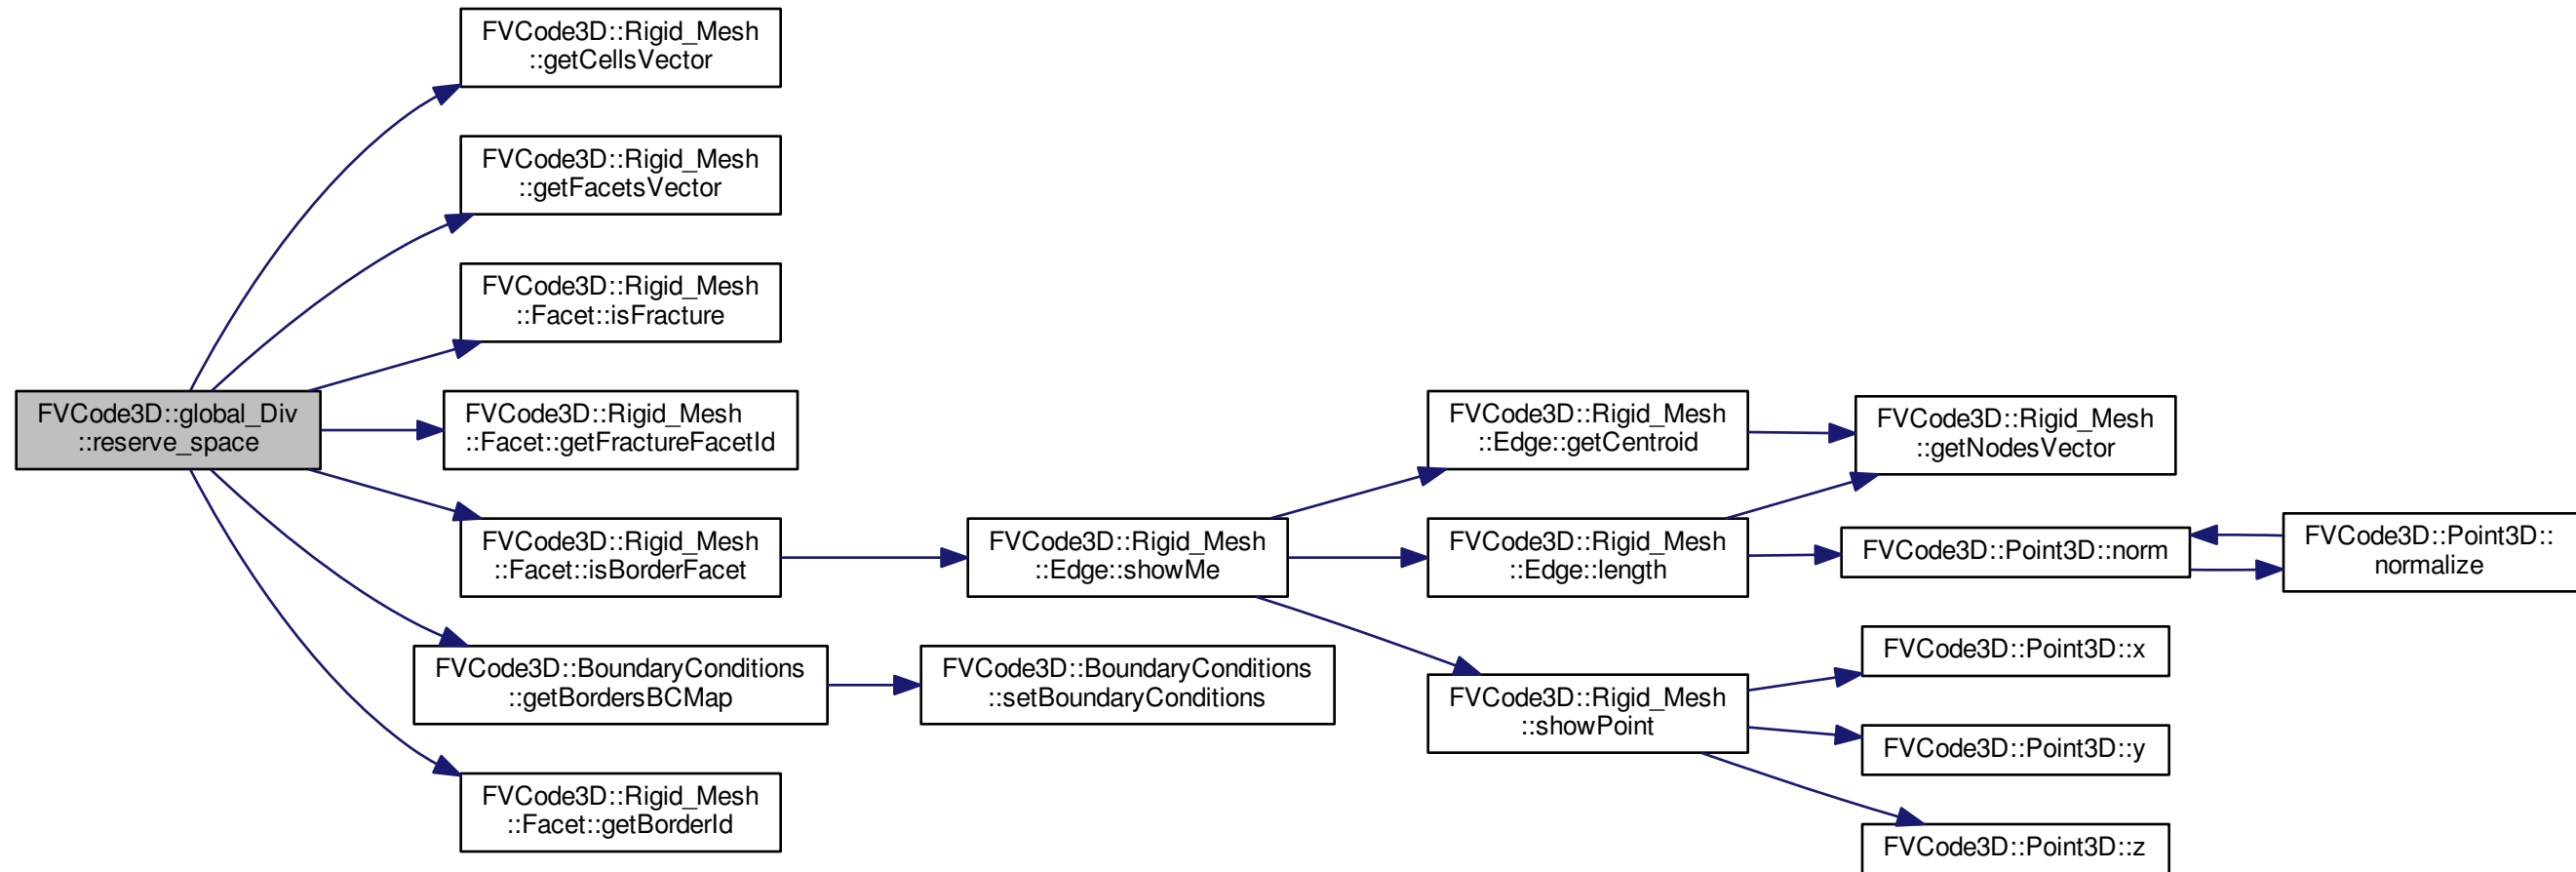 FVCode3D::Rigid_Mesh
::getCellsVector
FVCode3D::Rigid_Mesh
::getFacetsVector
FVCode3D::Rigid_Mesh
::Facet::isFracture
FVCode3D::global_Div
::reserve_space
FVCode3D::Rigid_Mesh
::Facet::getFractureFacetId
FVCode3D::Rigid_Mesh
::Facet::isBorderFacet
FVCode3D::BoundaryConditions
::getBordersBCMap
FVCode3D::Rigid_Mesh
::Facet::getBorderId
FVCode3D::Rigid_Mesh
::Edge::showMe
FVCode3D::BoundaryConditions
::setBoundaryConditions
FVCode3D::Rigid_Mesh
::Edge::getCentroid
FVCode3D::Rigid_Mesh
::Edge::length
FVCode3D::Rigid_Mesh
::showPoint
FVCode3D::Rigid_Mesh
::getNodesVector
FVCode3D::Point3D::norm
FVCode3D::Point3D::x
FVCode3D::Point3D::y
FVCode3D::Point3D::z
FVCode3D::Point3D::
normalize